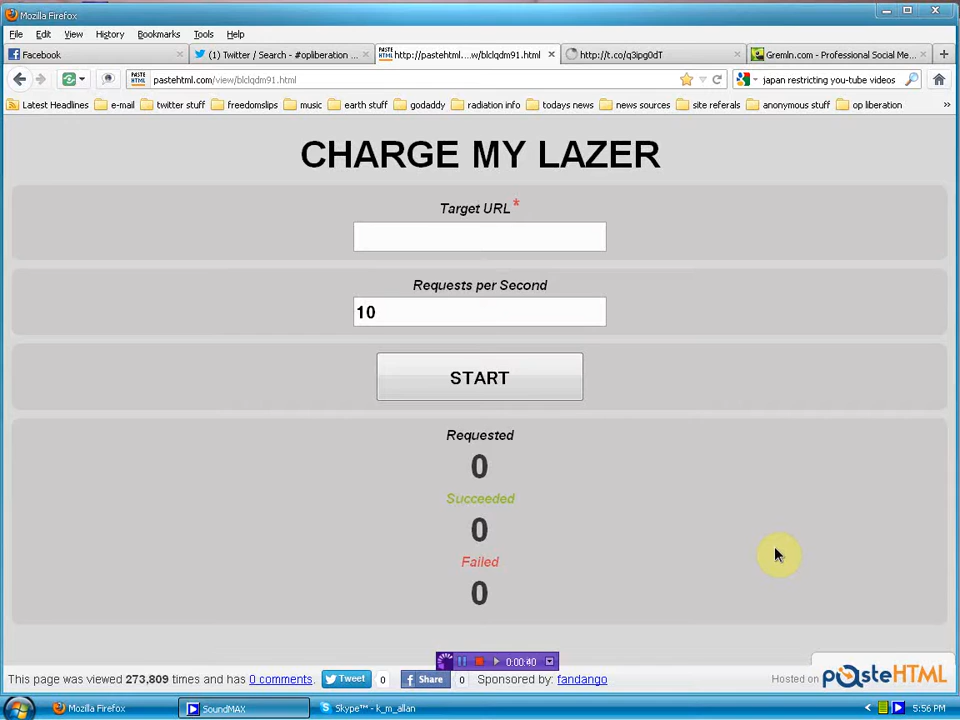 Mozilla Firefox
File Edit View History Bookmarks Tools Help
Facebook
(1) Twitter / Search - #opliberation ...
http://pastehtml....w/blclqdm91.html
http://t.co/q3ipg0dT
Gremln.com - Professional Social Me...
pastehtml.com/view/blclqdm91.html
japan restricting you-tube videos
Latest Headlines e-mail twitter stuff freedomslips music earth stuff godaddy radiation info todays news news sources site referals anonymous stuff op liberation »
CHARGE MY LAZER
Target URL*
Requests per Second
10
START
Requested
0
Succeeded
0
Failed
0
0:00:40
This page was viewed 273,809 times and has 0 comments. Tweet 0 Share 0 Sponsored by: fandango
Hosted on PasteHTML
Mozilla Firefox SoundMAX Skype™ - k_m_allan 5:56 PM